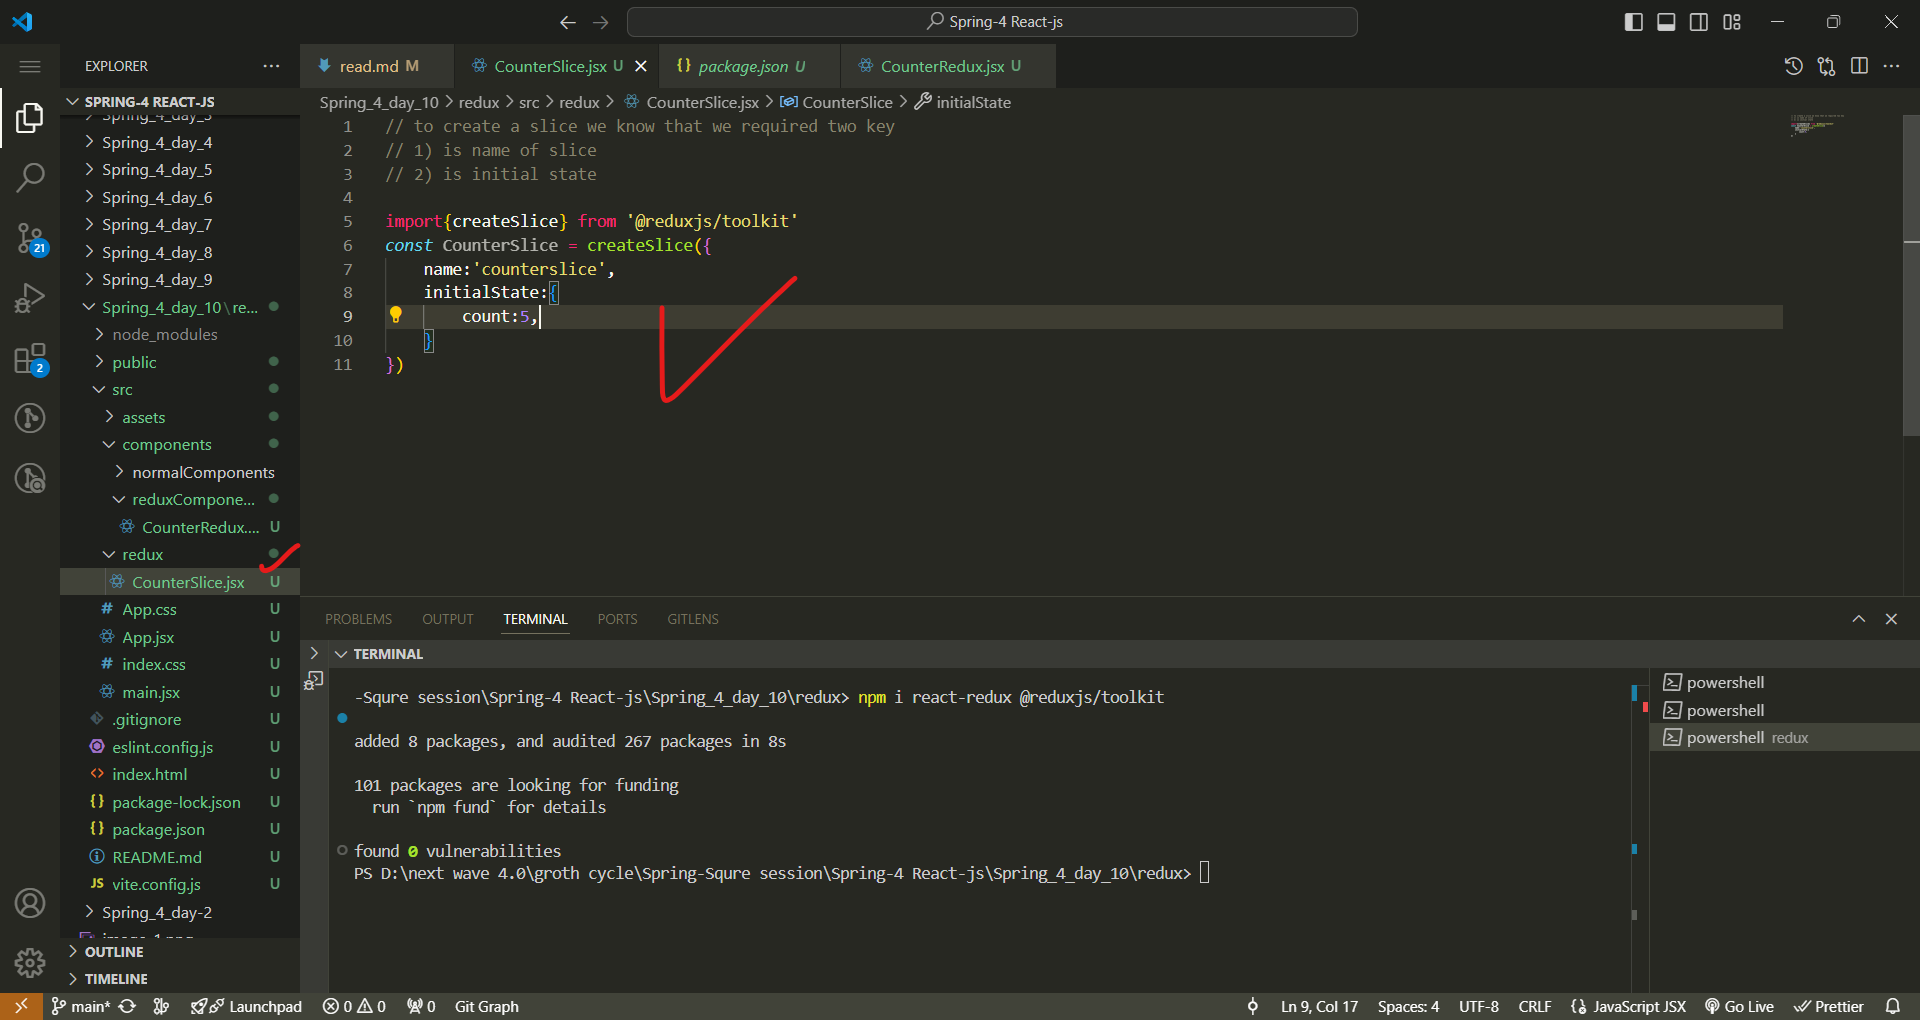 Spring-4 React-js
EXPLORER
read.md M
CounterSlice.jsx U
package.json U
CounterRedux.jsx U
SPRING-4 REACT-JS
Spring_4_day_10 > redux > src > redux > CounterSlice.jsx > CounterSlice > initialState
Spring_4_day_3
Spring_4_day_4
Spring_4_day_5
Spring_4_day_6
Spring_4_day_7
Spring_4_day_8
Spring_4_day_9
Spring_4_day_10\re...
node_modules
public
src
assets
components
normalComponents
reduxCompone...
CounterRedux.... U
redux
CounterSlice.jsx U
App.css U
App.jsx U
index.css U
main.jsx U
.gitignore U
eslint.config.js U
index.html U
package-lock.json U
package.json U
README.md U
vite.config.js U
Spring_4_day-2
OUTLINE
TIMELINE
21
2
1 // to create a slice we know that we required two key
2 // 1) is name of slice
3 // 2) is initial state
4
5 import{createSlice} from '@reduxjs/toolkit'
6 const CounterSlice = createSlice({
7 name:'counterslice',
8 initialState:{
9 count:5,
10 }
11 })
PROBLEMS OUTPUT TERMINAL PORTS GITLENS
TERMINAL
-Squre session\Spring-4 React-js\Spring_4_day_10\redux> npm i react-redux @reduxjs/toolkit
added 8 packages, and audited 267 packages in 8s
101 packages are looking for funding
run `npm fund` for details
found 0 vulnerabilities
PS D:\next wave 4.0\groth cycle\Spring-Squre session\Spring-4 React-js\Spring_4_day_10\redux>
powershell
powershell
powershell redux
main* Launchpad 0 0 0 Git Graph Ln 9, Col 17 Spaces: 4 UTF-8 CRLF JavaScript JSX Go Live Prettier